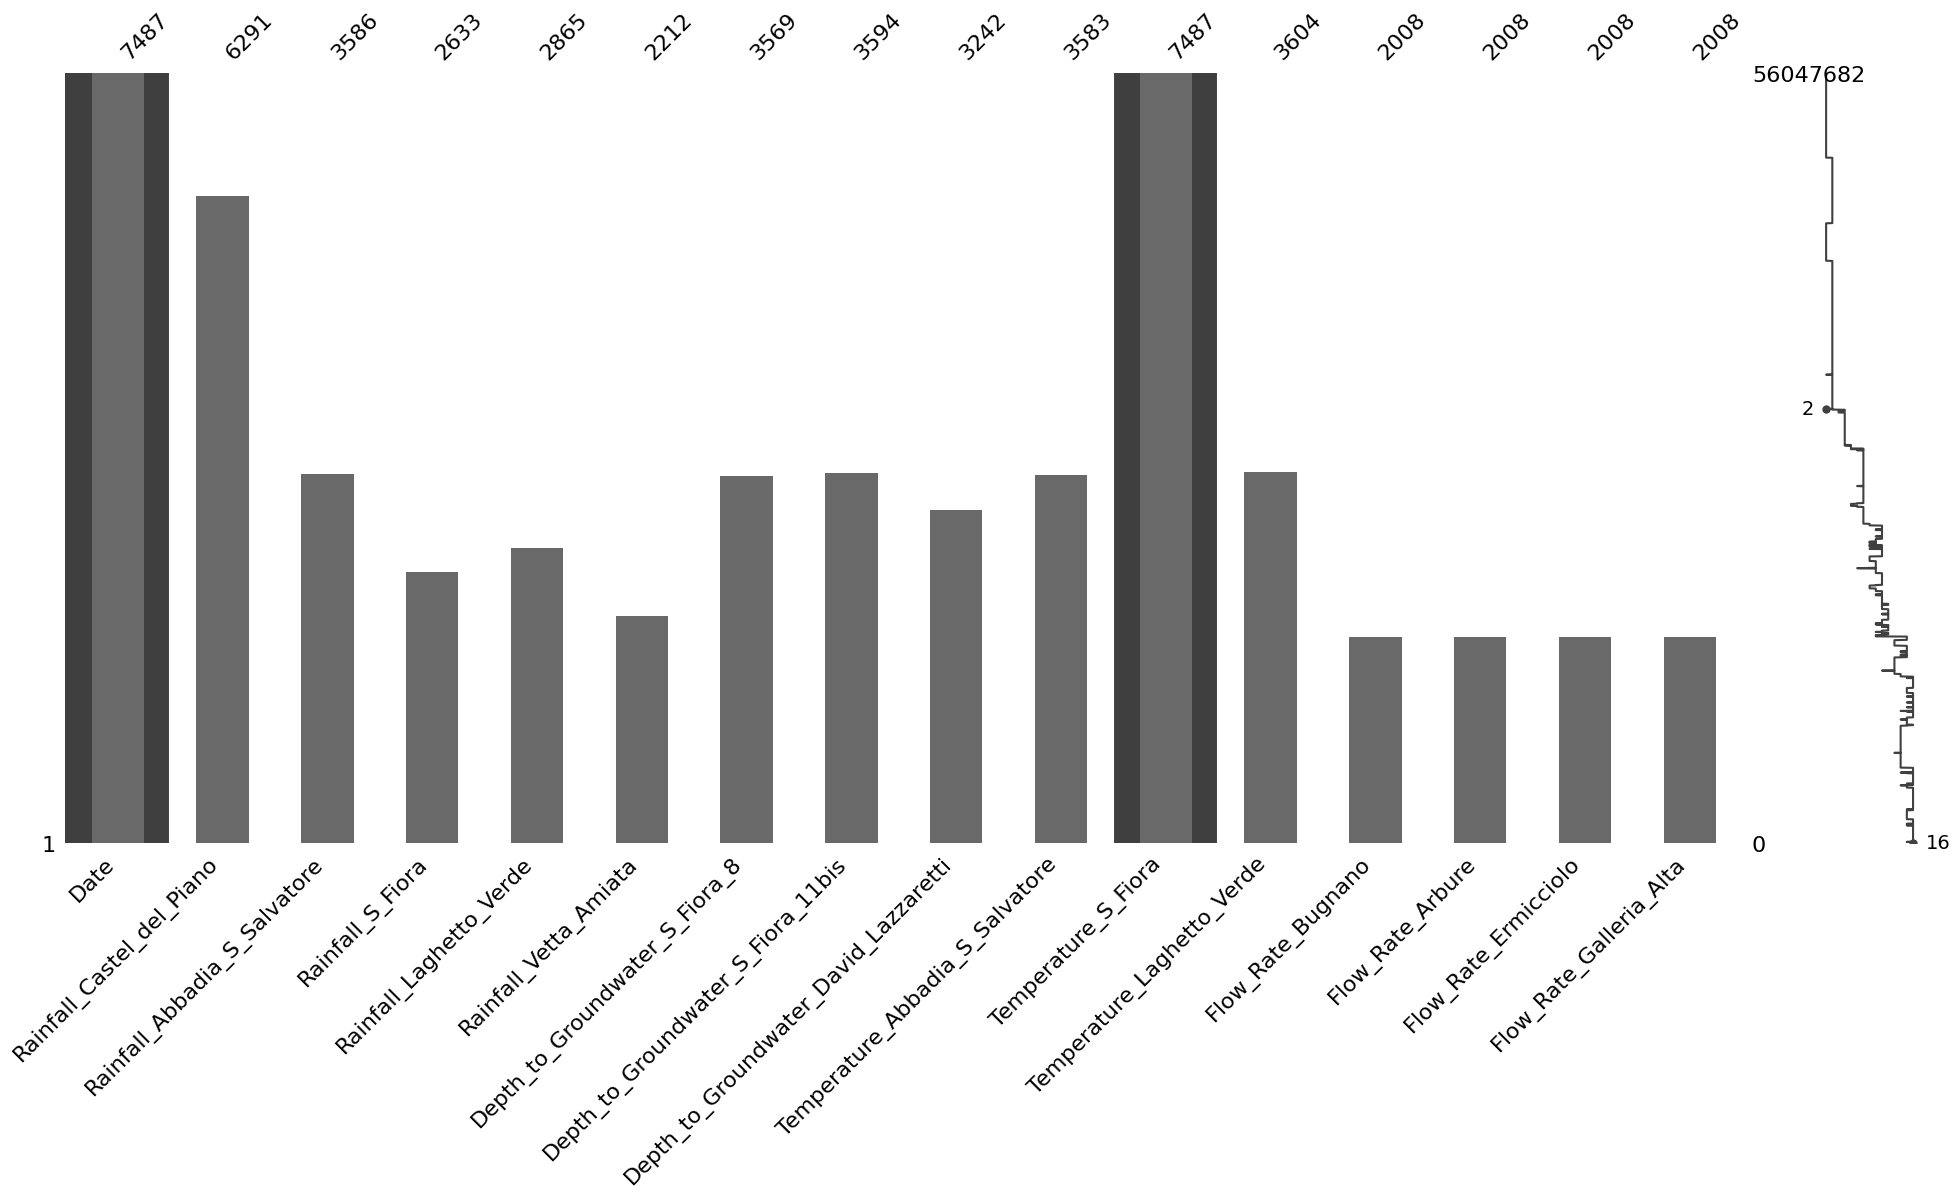 7487
6291
3586
2633
2865
2212
3569
3594
3242
3583
7487
3604
2008
2008
2008
2008
56047682
2
1
0
16
Date
Rainfall_Castel_del_Piano
Rainfall_Abbadia_S_Salvatore
Rainfall_S_Fiora
Rainfall_Laghetto_Verde
Rainfall_Vetta_Amiata
Depth_to_Groundwater_S_Fiora_8
Depth_to_Groundwater_S_Fiora_11bis
Depth_to_Groundwater_David_Lazzaretti
Temperature_Abbadia_S_Salvatore
Temperature_S_Fiora
Temperature_Laghetto_Verde
Flow_Rate_Bugnano
Flow_Rate_Arbure
Flow_Rate_Ermicciolo
Flow_Rate_Galleria_Alta